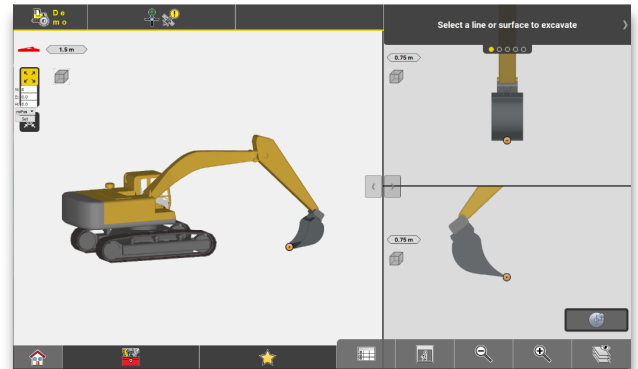 De
mo
Select a line or surface to excavate
1.5 m
0.75 m
0.75 m